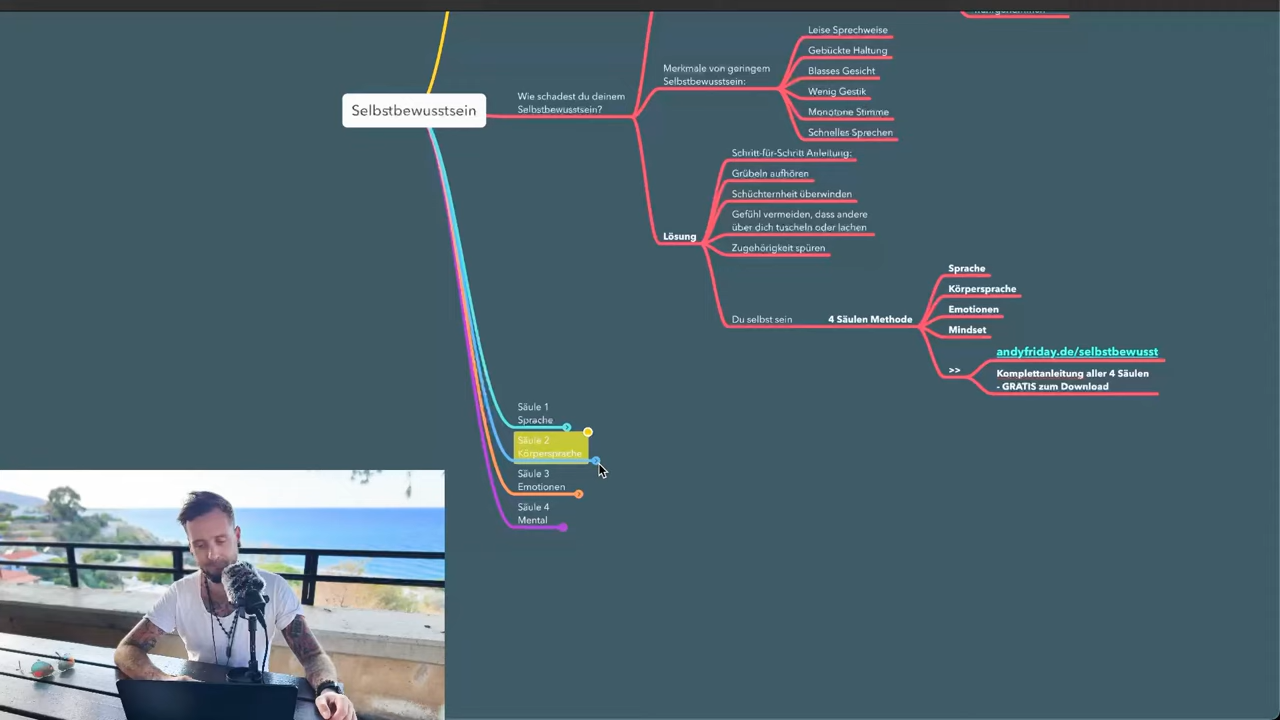 Leise Sprechweise
Gebückte Haltung
Merkmale von geringem
Selbstbewusstsein:
Blasses Gesicht
Wenig Gestik
Monotone Stimme
Schnelles Sprechen
Wie schadest du deinem
Selbstbewusstsein?
Selbstbewusstsein
Schritt-für-Schritt Anleitung:
Grübeln aufhören
Schüchternheit überwinden
Gefühl vermeiden, dass andere
über dich tuscheln oder lachen
Lösung
Zugehörigkeit spüren
Sprache
Körpersprache
Emotionen
Mindset
Du selbst sein
4 Säulen Methode
>>
andyfriday.de/selbstbewusst
Komplettanleitung aller 4 Säulen
- GRATIS zum Download
Säule 1
Sprache
Säule 2
Körpersprache
Säule 3
Emotionen
Säule 4
Mental